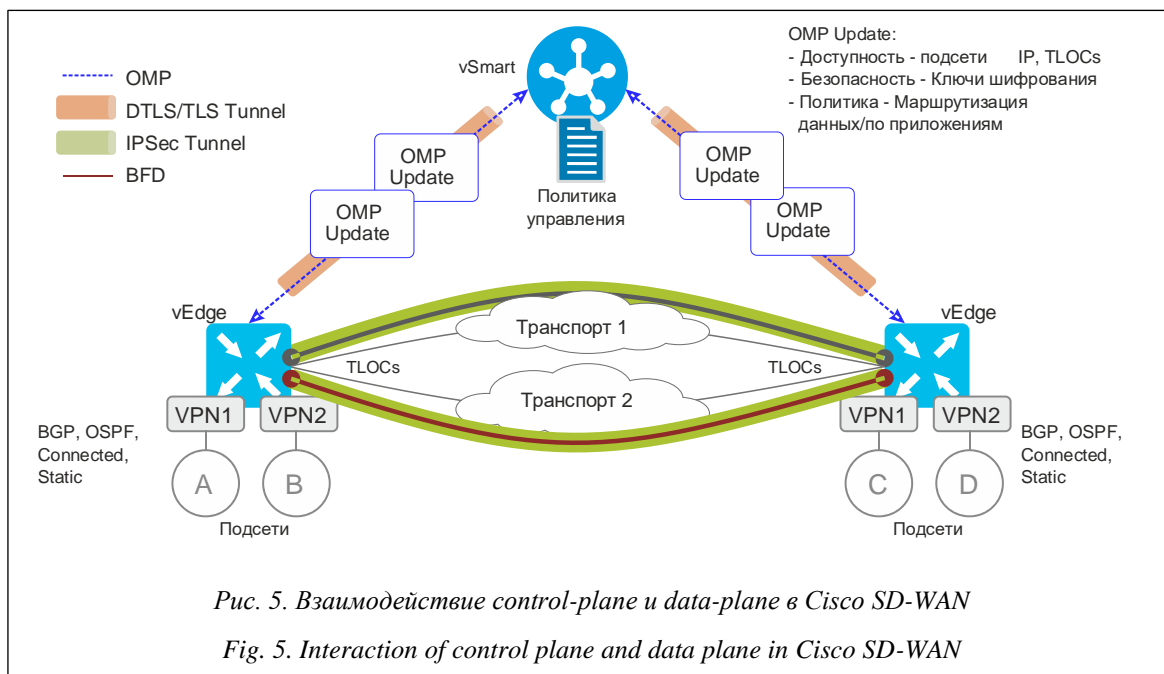 OMP
DTLS/TLS Tunnel
IPSec Tunnel
BFD
vSmart
OMP Update:
- Доступность - подсети IP, TLOCs
- Безопасность - Ключи шифрования
- Политика - Маршрутизация
данных/по приложениям
OMP
Update
OMP
Update
Политика
управления
OMP
Update
OMP
Update
vEdge
vEdge
Транспорт 1
TLOCs
TLOCs
Транспорт 2
VPN1
VPN2
VPN1
VPN2
BGP, OSPF,
Connected,
Static
BGP, OSPF,
Connected,
Static
A
B
C
D
Подсети
Подсети
Рис. 5. Взаимодействие control-plane и data-plane в Cisco SD-WAN
Fig. 5. Interaction of control plane and data plane in Cisco SD-WAN